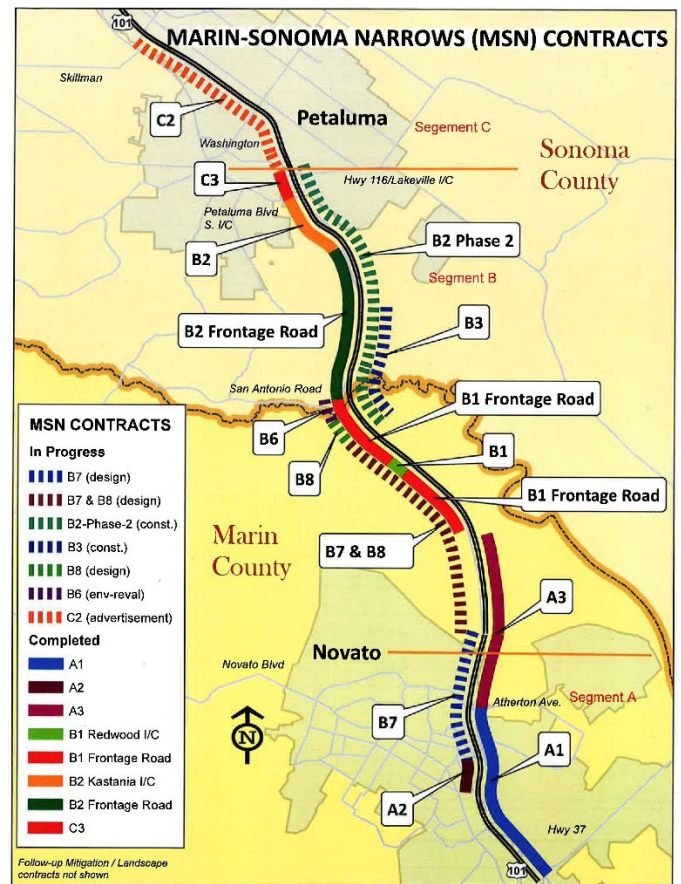 101
MARIN-SONOMA NARROWS (MSN) CONTRACTS
Skillman
C2
Petaluma
Segement C
Washington
Sonoma
County
C3
Hwy 116/Lakeville I/C
Petaluma Blvd
S. I/C
B2
B2 Phase 2
Segment B
B2 Frontage Road
B3
San Antonio Road
B1 Frontage Road
B6
B1
B8
B1 Frontage Road
Marin
County
B7 & B8
A3
Novato
Novato Blvd
Atherton Ave.
Segment A
B7
N
A1
A2
Hwy 37
101
MSN CONTRACTS
In Progress
B7 (design)
B7 & B8 (design)
B2-Phase-2 (const.)
B3 (const.)
B8 (design)
B6 (env-reval)
C2 (advertisement)
Completed
A1
A2
A3
B1 Redwood I/C
B1 Frontage Road
B2 Kastania I/C
B2 Frontage Road
C3
Follow-up Mitigation / Landscape
contracts not shown